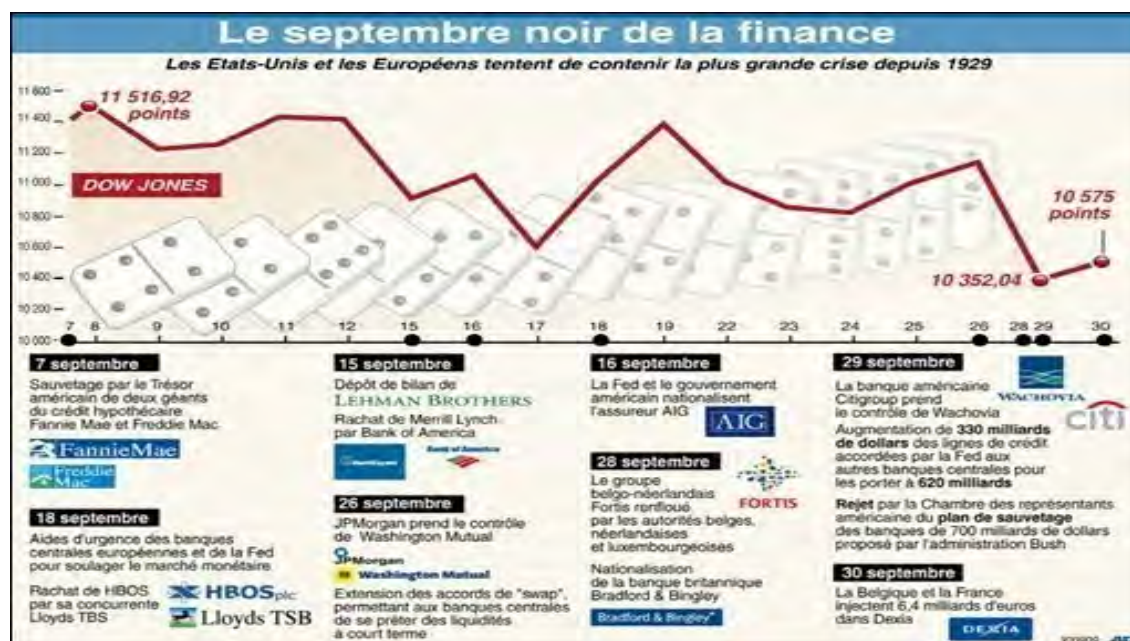 Le septembre noir de la finance
Les Etats-Unis et les Européens tentent de contenir la plus grande crise depuis 1929
11 600
11 400
11 200
11 000
10 800
10 600
10 400
10 200
10 000
11 516,92
points
DOW JONES
10 575
points
10 352,04
7 8 9 10 11 12 15 16 17 18 19 22 23 24 25 26 28 29 30
7 septembre
Sauvetage par le Trésor
américain de deux géants
du crédit hypothécaire
Fannie Mae et Freddie Mac
FannieMae
Freddie
Mac
18 septembre
Aides d'urgence des banques
centrales européennes et de la Fed
pour soulager le marché monétaire
Rachat de HBOS
par sa concurrente
Lloyds TBS
HBOSplc
Lloyds TSB
15 septembre
Dépôt de bilan de
LEHMAN BROTHERS
Rachat de Merrill Lynch
par Bank of America
Bank of America
26 septembre
JPMorgan prend le contrôle
de Washington Mutual
JPMorgan
Washington Mutual
Extension des accords de "swap",
permettant aux banques centrales
de se prêter des liquidités
à court terme
16 septembre
La Fed et le gouvernement
américain nationalisent
l'assureur AIG
AIG
28 septembre
Le groupe
belgo-néerlandais
Fortis renfloué
par les autorités belges,
néerlandaises
et luxembourgeoises
FORTIS
Nationalisation
de la banque britannique
Bradford & Bingley
Bradford & Bingley
29 septembre
La banque américaine
Citigroup prend
le contrôle de Wachovia
WACHOVIA
citi
Augmentation de 330 milliards
de dollars des lignes de crédit
accordées par la Fed aux
autres banques centrales pour
les porter à 620 milliards
Rejet par la Chambre des représentants
américaine du plan de sauvetage
des banques de 700 milliards de dollars
proposé par l'administration Bush
30 septembre
La Belgique et la France
injectent 6,4 milliards d'euros
dans Dexia
DEXIA